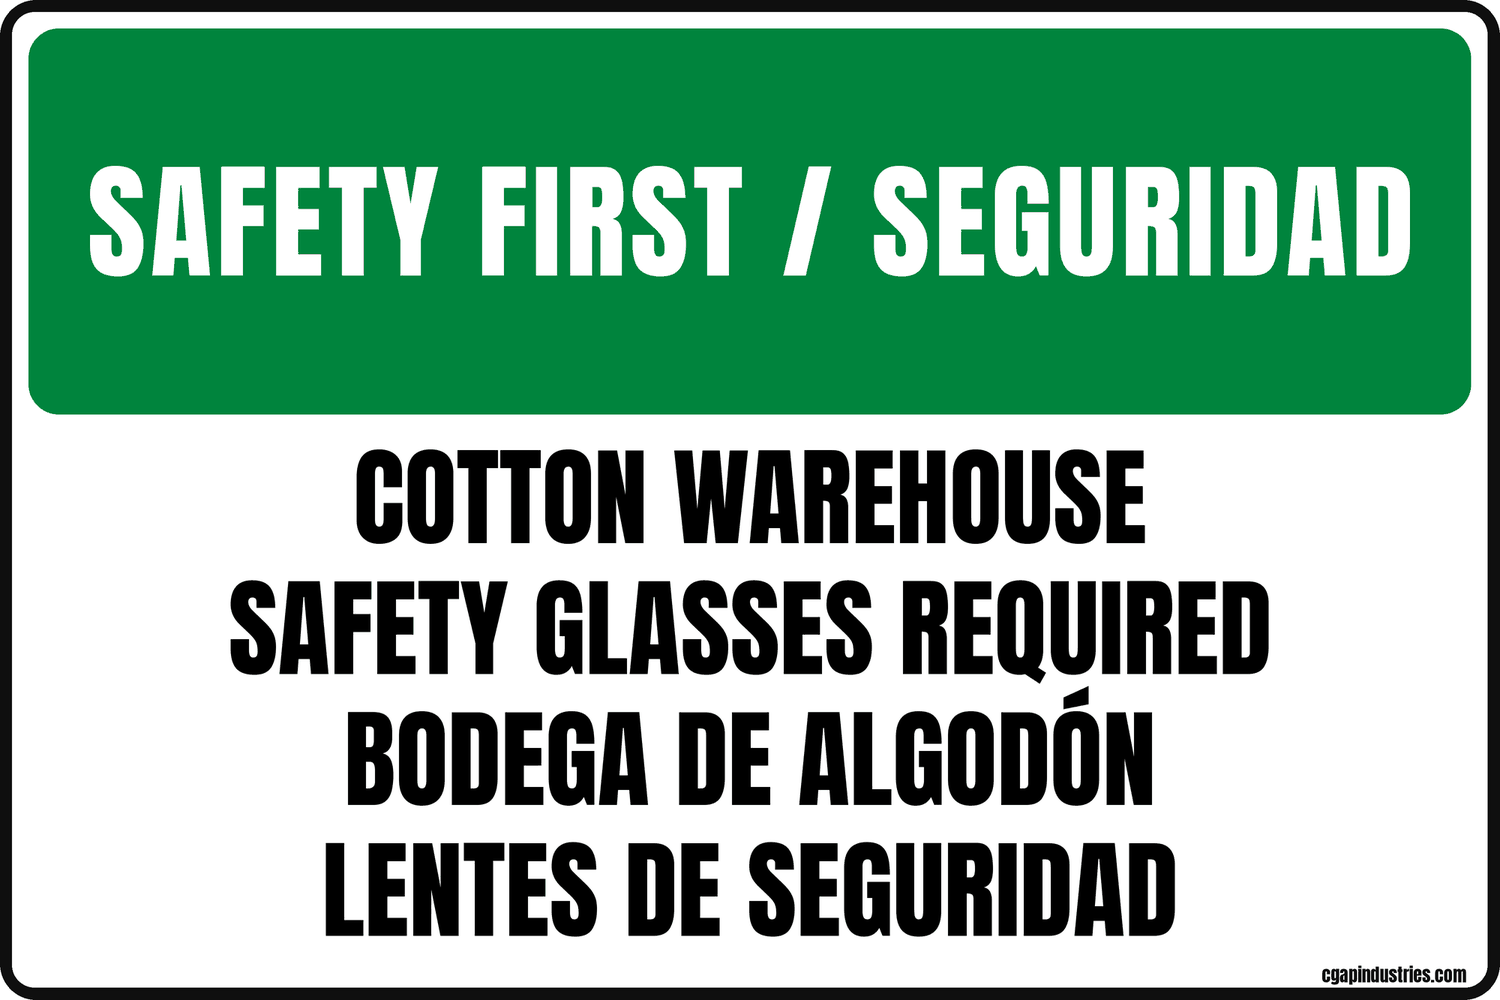 SAFETY FIRST / SEGURIDAD
COTTON WAREHOUSE
SAFETY GLASSES REQUIRED
BODEGA DE ALGODÓN
LENTES DE SEGURIDAD
cgapindustries.com